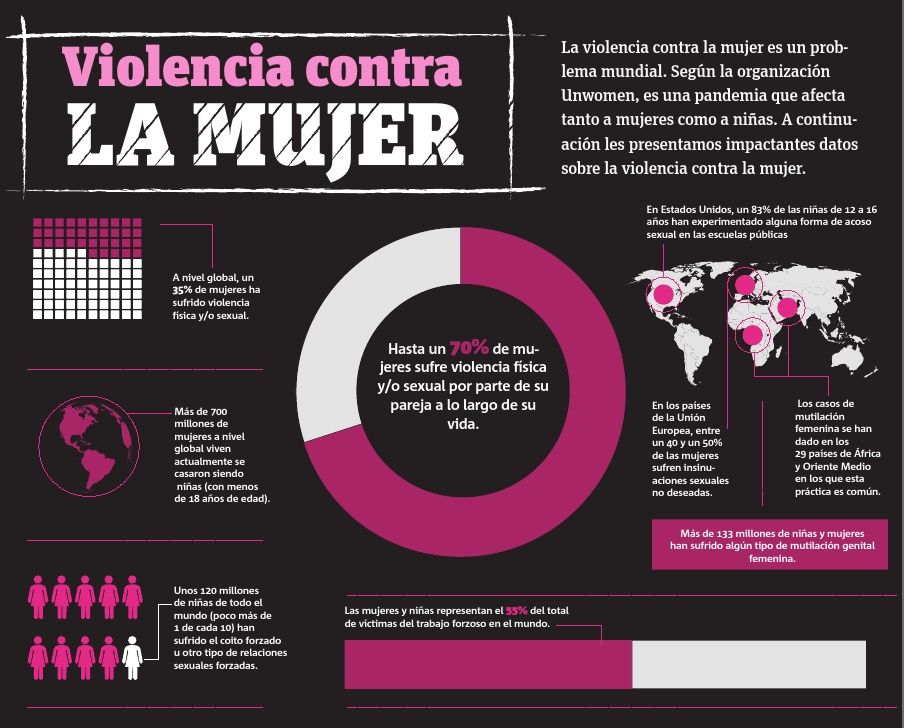 Violencia contra
LA MUJER
La violencia contra la mujer es un prob-
lema mundial. Según la organización
Unwomen, es una pandemia que afecta
tanto a mujeres como a niñas. A continu-
ación les presentamos impactantes datos
sobre la violencia contra la mujer.
A nivel global, un
35% de mujeres ha
sufrido violencia
física y/o sexual.
Más de 700
millones de
mujeres a nivel
global viven
actualmente se
casaron siendo
niñas (con menos
de 18 años de edad).
Unos 120 millones
de niñas de todo el
mundo (poco más de
1 de cada 10) han
sufrido el coito forzado
u otro tipo de relaciones
sexuales forzadas.
Hasta un 70% de mu-
jeres sufre violencia física
y/o sexual por parte de su
pareja a lo largo de su
vida.
En Estados Unidos, un 83% de las niñas de 12 a 16
años han experimentado alguna forma de acoso
sexual en las escuelas públicas
En los países
de la Unión
Europea, entre
un 40 y un 50%
de las mujeres
sufren insinu-
aciones sexuales
no deseadas.
Los casos de
mutilación
femenina se han
dado en los
29 países de África
y Oriente Medio
en los que esta
práctica es común.
Más de 133 millones de niñas y mujeres
han sufrido algún tipo de mutilación genital
femenina.
Las mujeres y niñas representan el 55% del total
de víctimas del trabajo forzoso en el mundo.